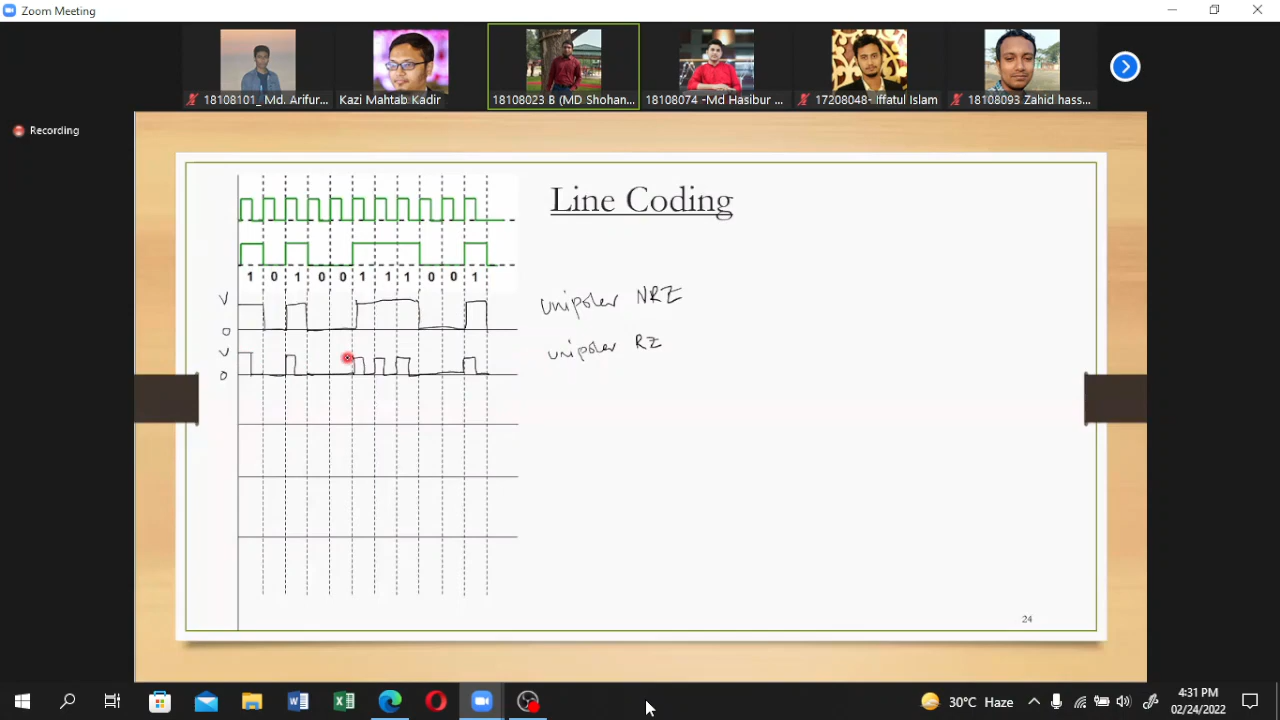 Zoom Meeting
18108101_ Md. Arifur...
Kazi Mahtab Kadir
18108023 B (MD Shohan...
18108074 -Md Hasibur ...
17208048- Iffatul Islam
18108093 Zahid hass...
Recording
Line Coding
1 0 1 0 0 1 1 1 0 0 1
V
0
unipolar NRZ
V
0
unipolar RZ
24
30°C Haze
4:31 PM
02/24/2022